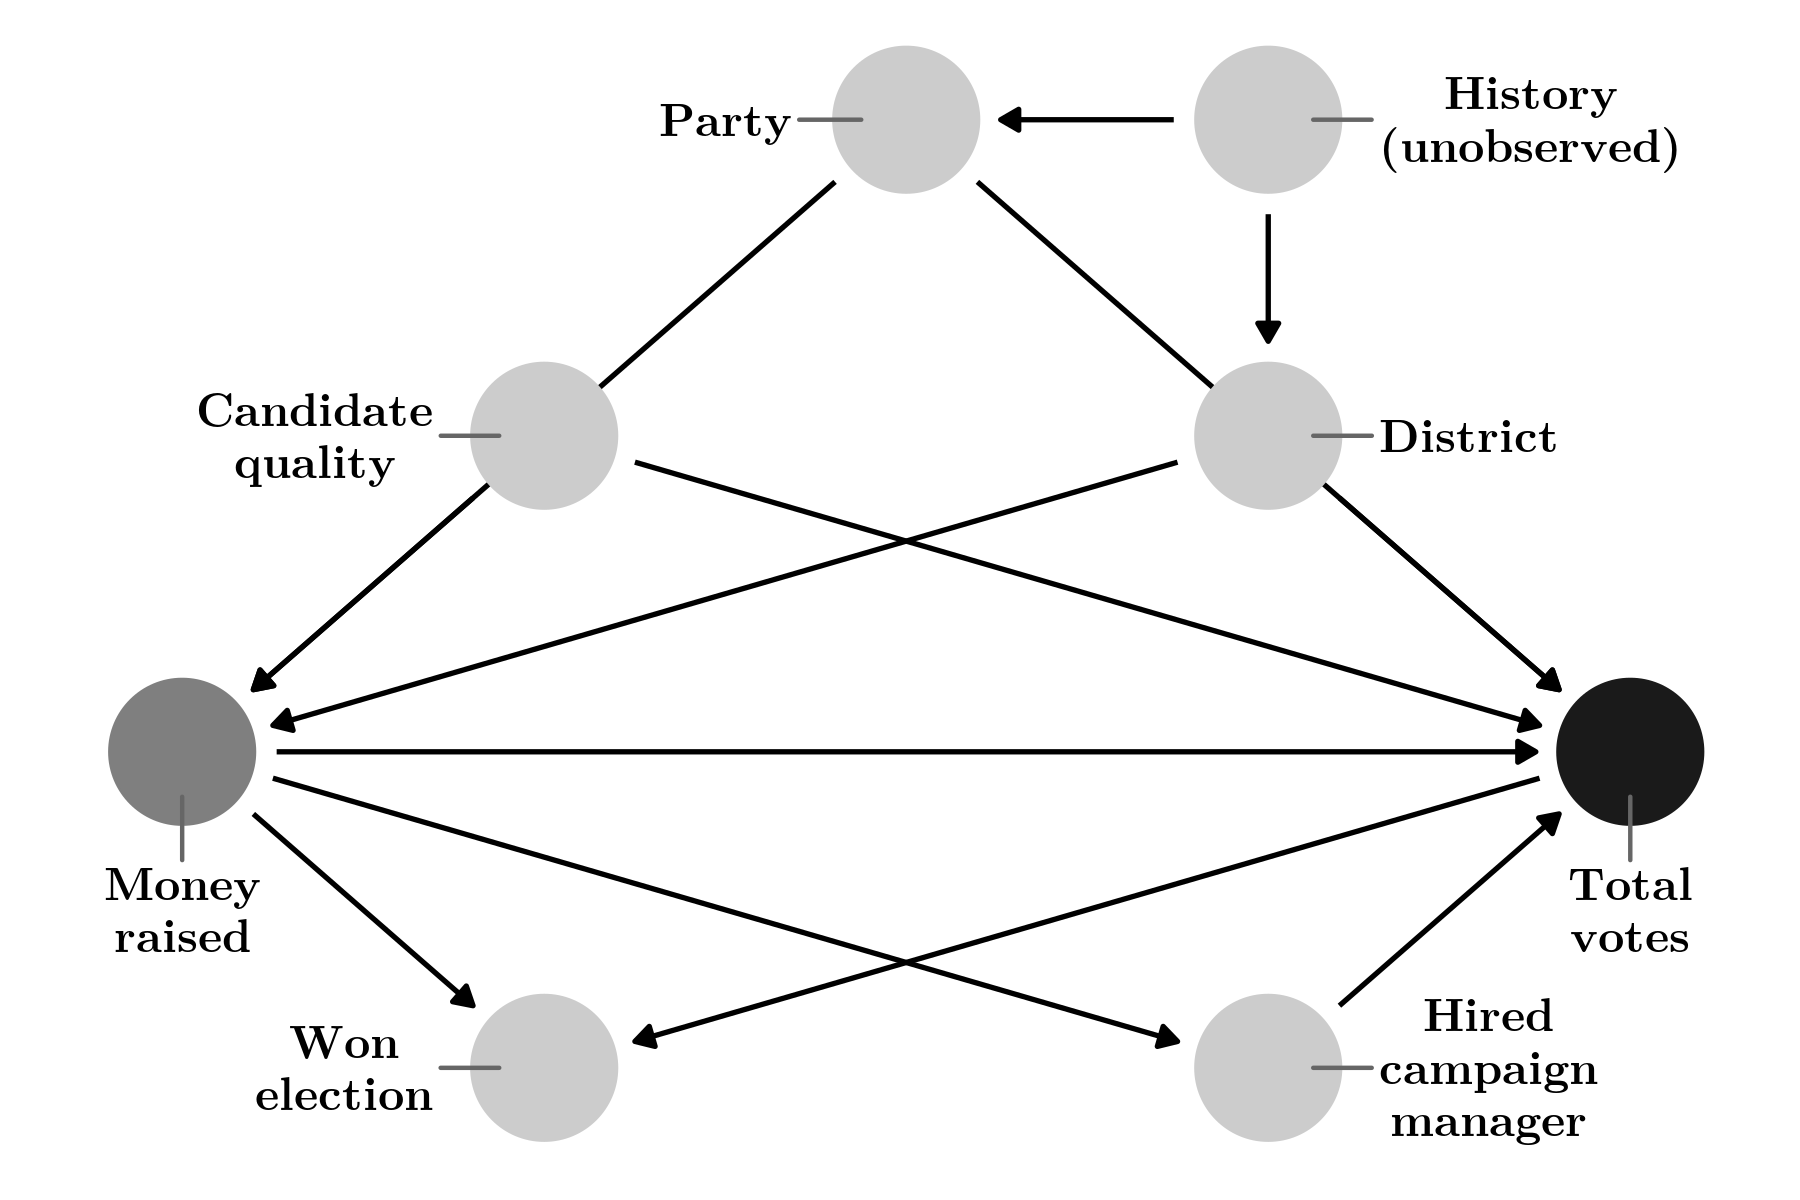 Party
History
(unobserved)
Candidate
quality
District
Money
raised
Total
votes
Won
election
Hired
campaign
manager